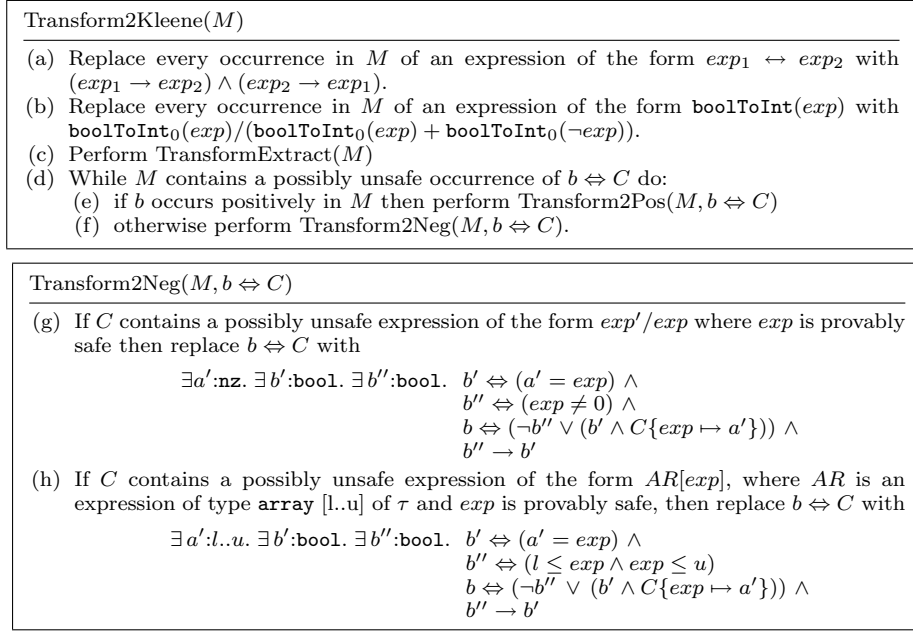 Transform2Kleene(M)
(a) Replace every occurrence in M of an expression of the form exp₁ ↔ exp₂ with
(exp₁ → exp₂) ∧ (exp₂ → exp₁).
(b) Replace every occurrence in M of an expression of the form boolToInt(exp) with
boolToInt₀(exp)/(boolToInt₀(exp) + boolToInt₀(¬exp)).
(c) Perform TransformExtract(M)
(d) While M contains a possibly unsafe occurrence of b ⇔ C do:
(e) if b occurs positively in M then perform Transform2Pos(M, b ⇔ C)
(f) otherwise perform Transform2Neg(M, b ⇔ C).
Transform2Neg(M, b ⇔ C)
(g) If C contains a possibly unsafe expression of the form exp′/exp where exp is provably
safe then replace b ⇔ C with
∃a′:nz. ∃b′:bool. ∃b″:bool. b′ ⇔ (a′ = exp) ∧
b″ ⇔ (exp ≠ 0) ∧
b ⇔ (¬b″ ∨ (b′ ∧ C{exp ↦ a′})) ∧
b″ → b′
(h) If C contains a possibly unsafe expression of the form AR[exp], where AR is an
expression of type array [l..u] of τ and exp is provably safe, then replace b ⇔ C with
∃a′:l..u. ∃b′:bool. ∃b″:bool. b′ ⇔ (a′ = exp) ∧
b″ ⇔ (l ≤ exp ∧ exp ≤ u)
b ⇔ (¬b″ ∨ (b′ ∧ C{exp ↦ a′})) ∧
b″ → b′